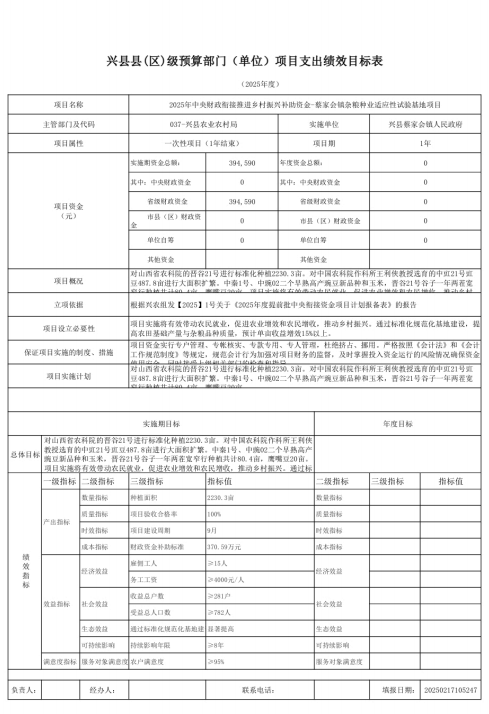 兴县县(区)级预算部门（单位）项目支出绩效目标表
（2025年度）
项目名称 2025年中央财政衔接推进乡村振兴补助资金-蔡家会镇杂粮种业适应性试验基地项目
主管部门及代码 037-兴县农业农村局 实施单位 兴县蔡家会镇人民政府
项目属性 一次性项目（1年结束） 项目期 1年
项目资金（元）
实施期资金总额： 394,590 年度资金总额： 0
其中：中央财政资金 0 其中：中央财政资金 0
省级财政资金 394,590 省级财政资金 0
市县（区）财政资金 0 市县（区）财政资金 0
单位自筹 0 单位自筹 0
其他资金 其他资金
项目概况
对山西省农科院的晋谷21号进行标准化种植2230.3亩。对中国农科院作科所王利侠教授选育的中豇21号豇
豆487.8亩进行大面积扩繁。中秦1号、中豌02二个早熟高产豌豆新品种和玉米，晋谷21号谷子一年两茬宽
立项依据 根据兴农组发【2025】1号关于《2025年度提前批中央衔接资金项目计划报备表》的报告
项目设立必要性
项目实施将有效带动农民就业，促进农业增效和农民增收，推动乡村振兴。通过标准化规范化基地建设，提
高农田基础产量与杂粮品种质量，预计单亩收益增效15%以上。
保证项目实施的制度、措施
项目资金实行专户管理、专帐核实、专款专用、专人管理，杜绝挤占、挪用。严格按照《会计法》和《会计
工作规范制度》等规定，规范会计行为加强对项目财务的监督，及时掌握投入资金运行的风险情况确保资金
项目实施计划
对山西省农科院的晋谷21号进行标准化种植2230.3亩。对中国农科院作科所王利侠教授选育的中豇21号豇
豆487.8亩进行大面积扩繁。中秦1号、中豌02二个早熟高产豌豆新品种和玉米，晋谷21号谷子一年两茬宽
实施期目标 年度目标
总体目标
对山西省农科院的晋谷21号进行标准化种植2230.3亩。对中国农科院作科所王利侠
教授选育的中豇21号豇豆487.8亩进行大面积扩繁。中秦1号、中豌02二个早熟高产
豌豆新品种和玉米，晋谷21号谷子一年两茬宽窄行种植共计80.4亩，鹰嘴豆20亩。
项目实施将有效带动农民就业，促进农业增效和农民增收，推动乡村振兴。通过标
绩效指标
一级指标 二级指标 三级指标 指标值 二级指标 三级指标 指标值
产出指标
数量指标 种植面积 2230.3亩 数量指标
质量指标 项目验收合格率 100% 质量指标
时效指标 项目建设周期 9月 时效指标
成本指标 财政资金补助标准 370.59万元 成本指标
效益指标
经济效益 雇佣工人 ≥15人 经济效益
务工工资 ≥4000元/人
社会效益 收益总户数 ≥281户 社会效益
受益总人口数 ≥782人
生态效益 通过标准化规范化基地建 显著提高 生态效益
可持续影响 持续影响年限 ≥8年 可持续影响
满意度指标 服务对象满意度 农户满意度 ≥95% 服务对象满意度
负责人： 经办人： 联系电话： 填报日期： 20250217105247